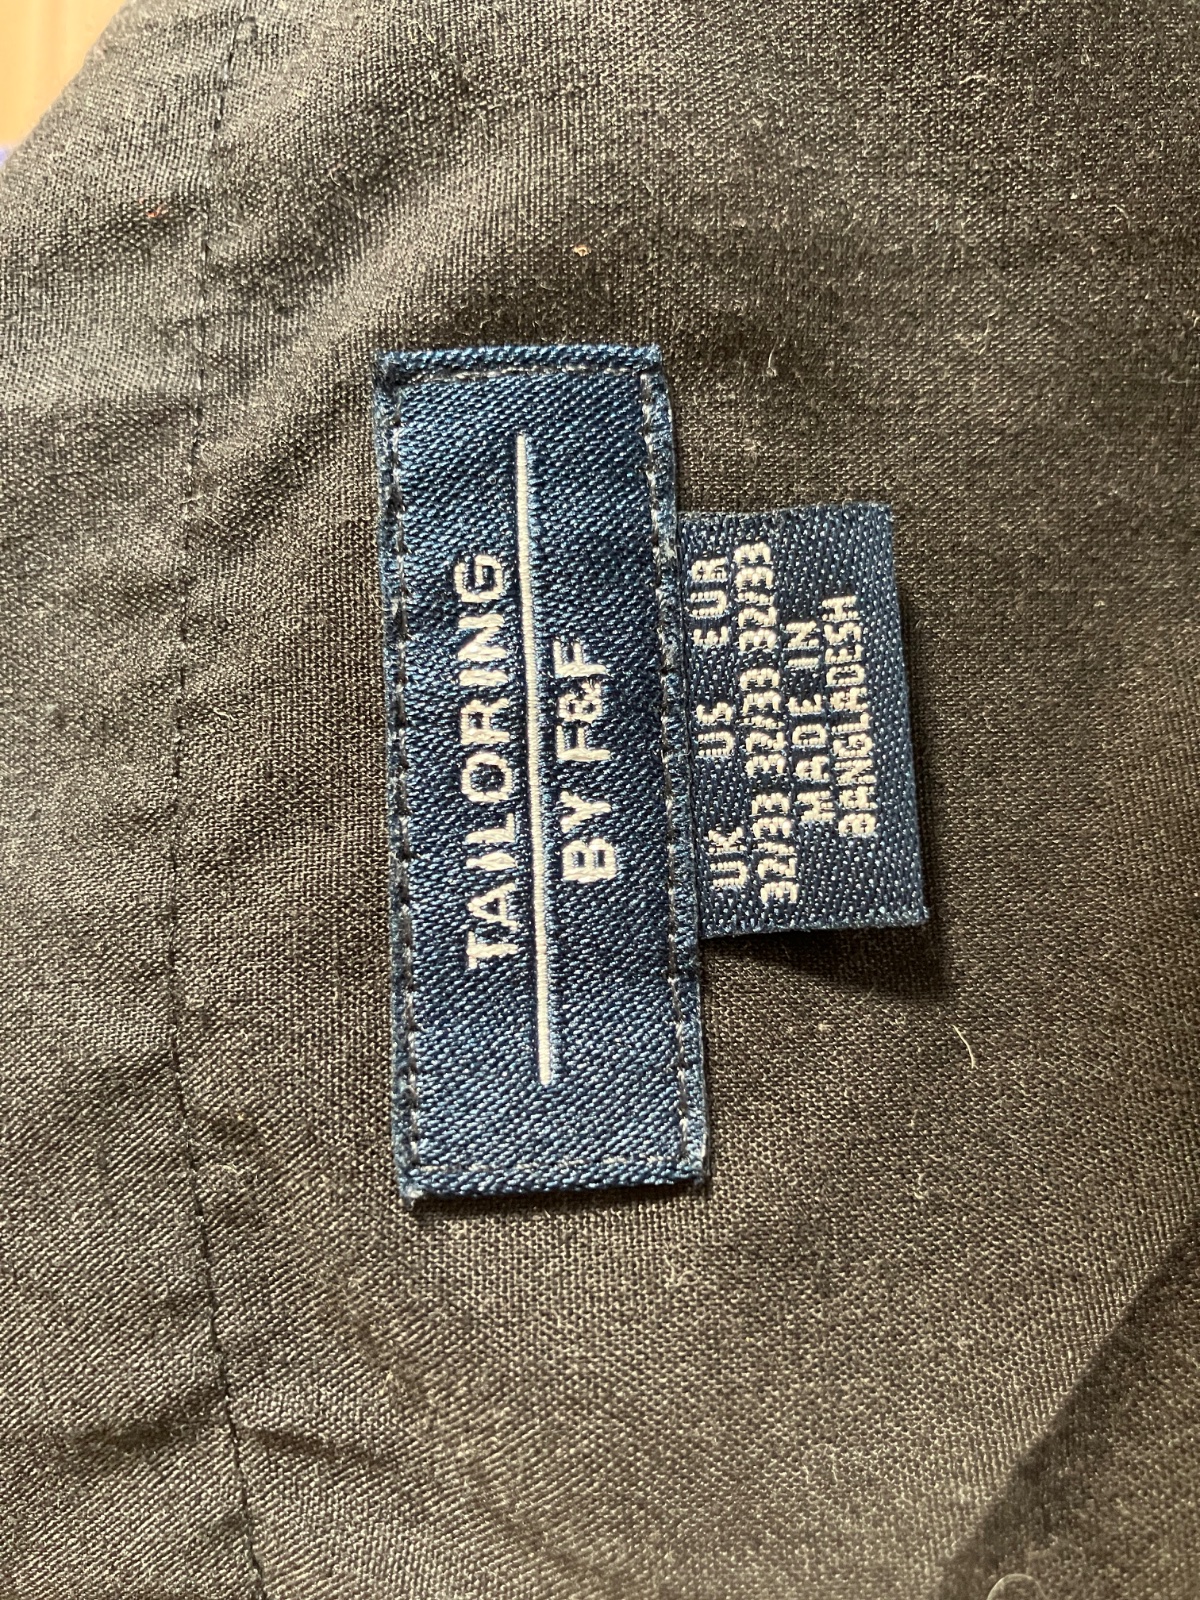 TAILORING
BY F&F
UK US EUR
32/33 32/33 32/33
MADE IN
BANGLADESH